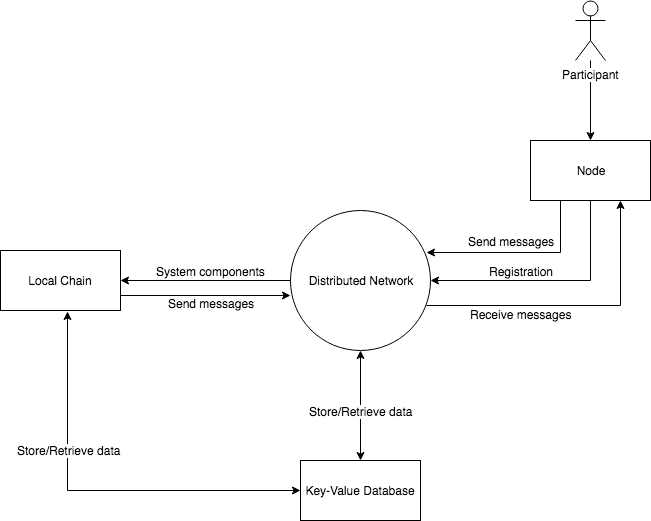 Participant
Node
Send messages
System components
Registration
Local Chain
Distributed Network
Send messages
Receive messages
Store/Retrieve data
Store/Retrieve data
Key-Value Database